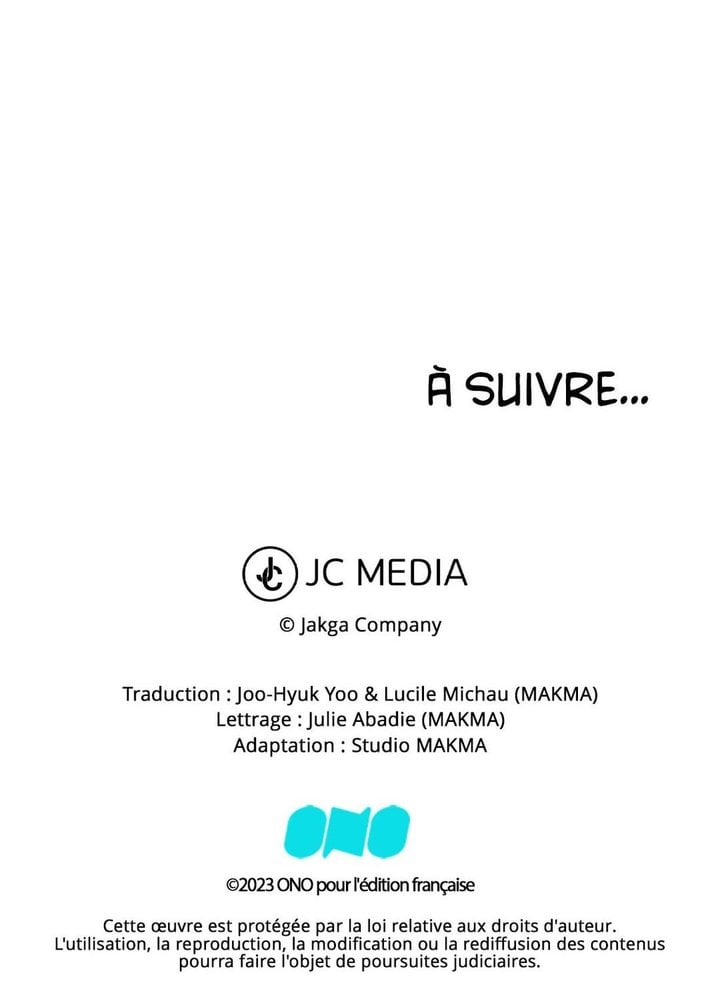 À SUIVRE...
JC JC MEDIA
© Jakga Company
Traduction : Joo-Hyuk Yoo & Lucile Michau (MAKMA)
Lettrage : Julie Abadie (MAKMA)
Adaptation : Studio MAKMA
ONO
©2023 ONO pour l'édition française
Cette œuvre est protégée par la loi relative aux droits d'auteur.
L'utilisation, la reproduction, la modification ou la rediffusion des contenus
pourra faire l'objet de poursuites judiciaires.